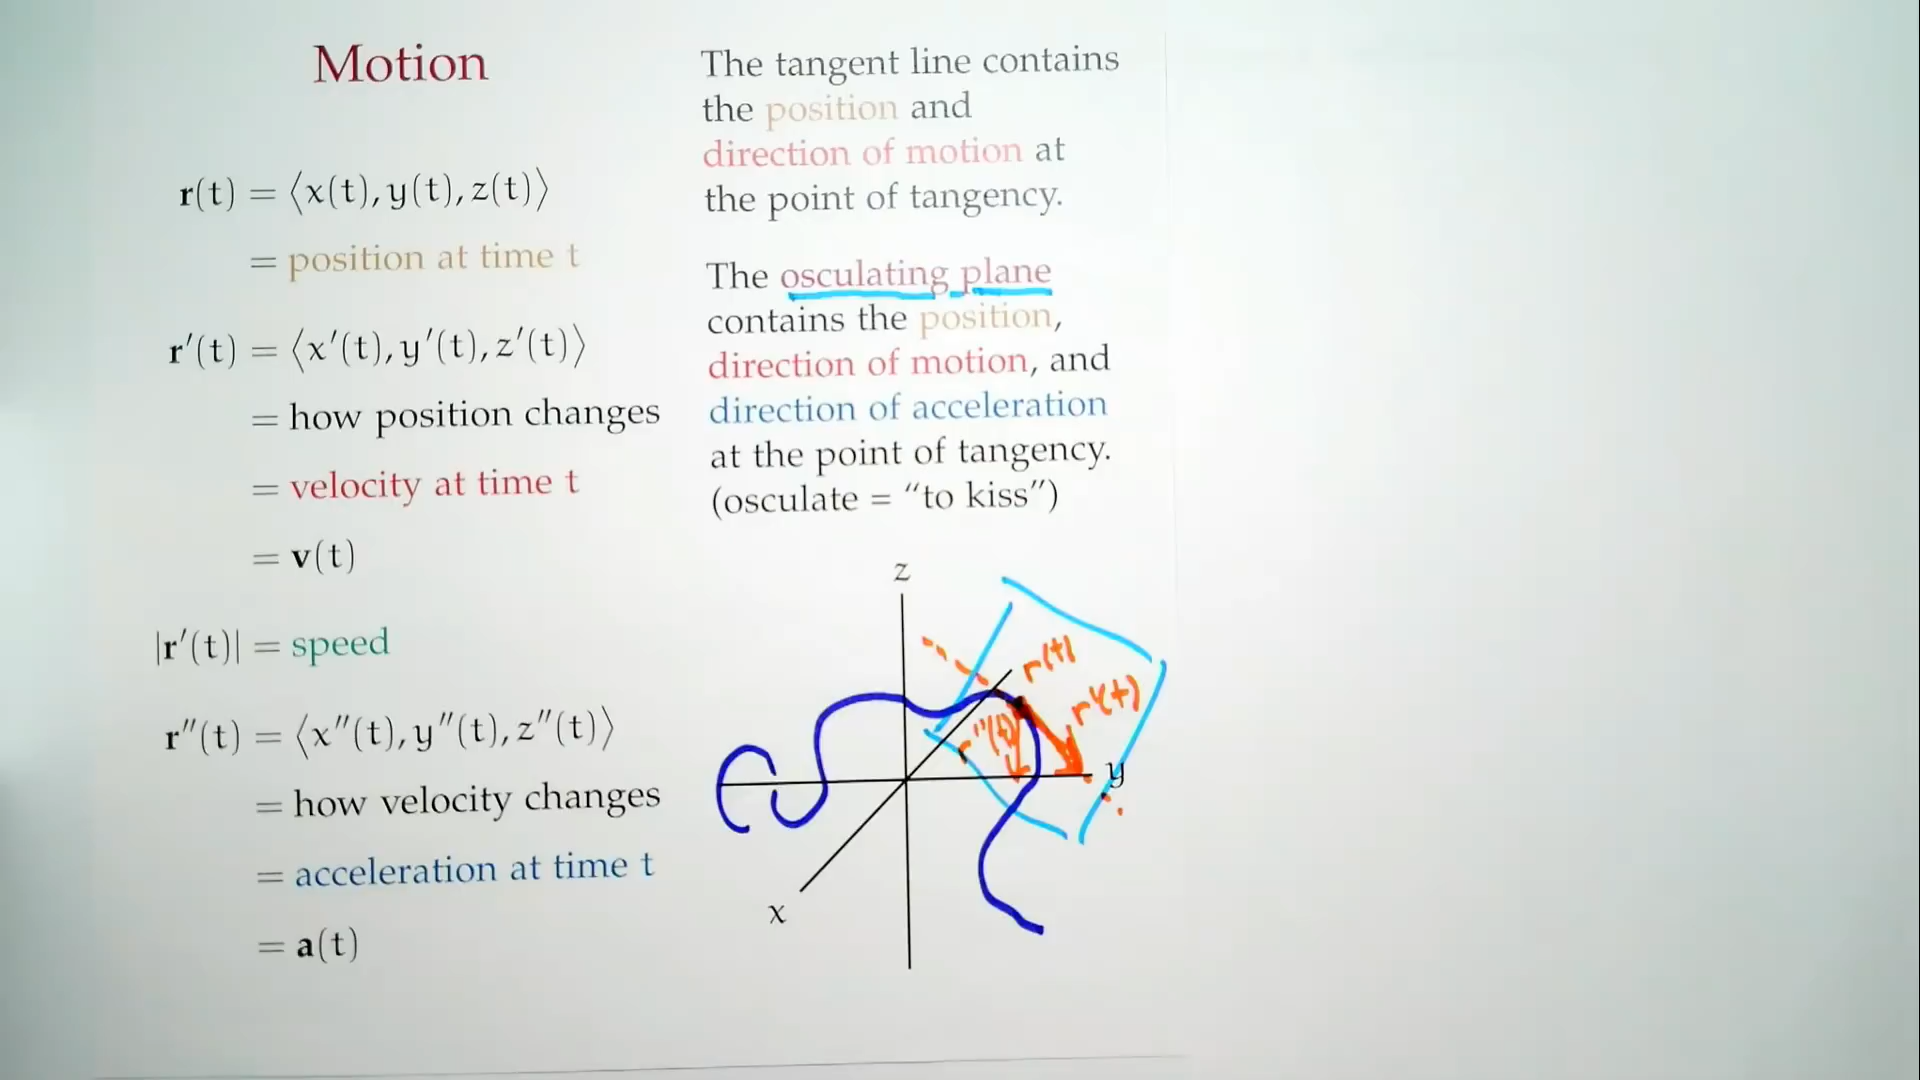 Motion
r(t) = ⟨x(t), y(t), z(t)⟩
= position at time t
r′(t) = ⟨x′(t), y′(t), z′(t)⟩
= how position changes
= velocity at time t
= v(t)
|r′(t)| = speed
r″(t) = ⟨x″(t), y″(t), z″(t)⟩
= how velocity changes
= acceleration at time t
= a(t)
The tangent line contains
the position and
direction of motion at
the point of tangency.
The osculating plane
contains the position,
direction of motion, and
direction of acceleration
at the point of tangency.
(osculate = “to kiss”)
z
r(t)
r′(t)
r″(t)
y
x